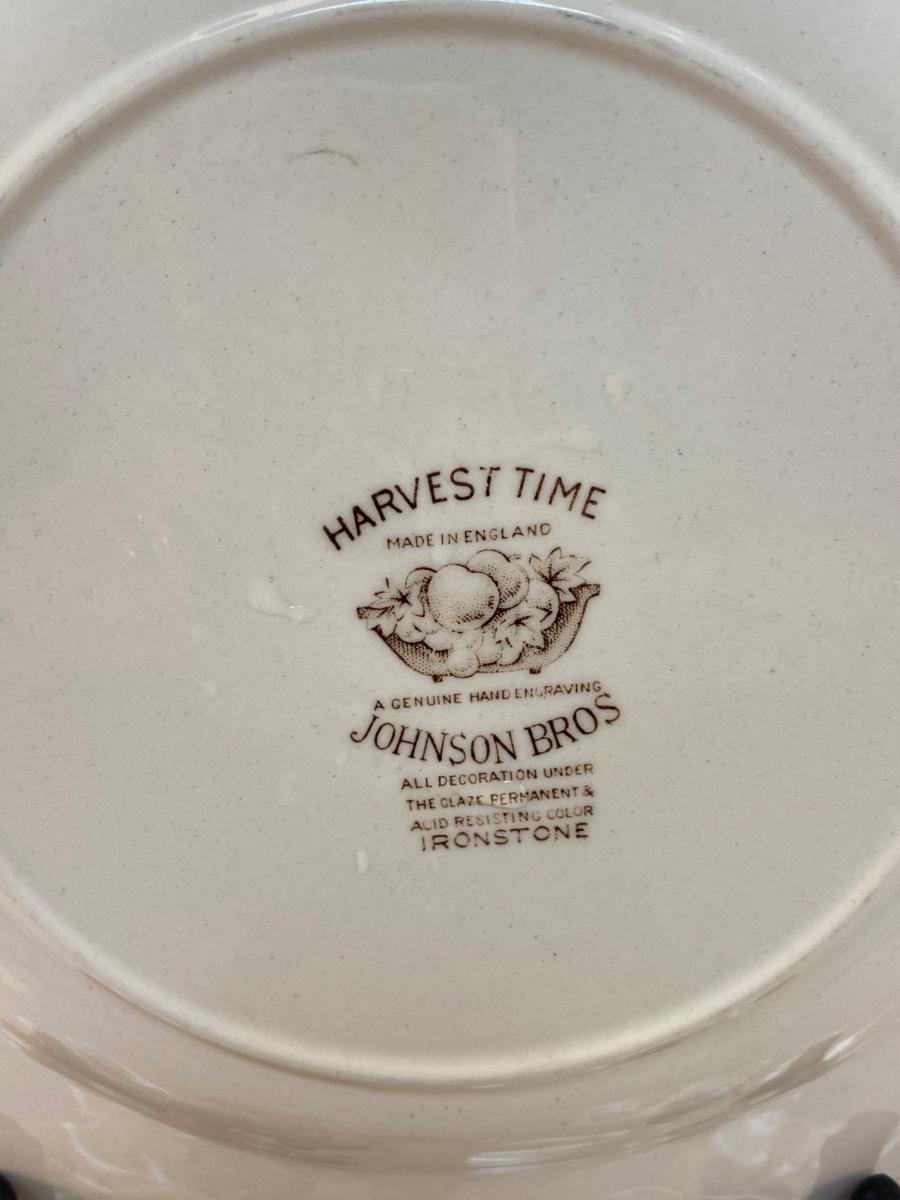 HARVEST TIME
MADE IN ENGLAND
A GENUINE HAND ENGRAVING
JOHNSON BROS
ALL DECORATION UNDER
THE GLAZE PERMANENT &
ACID RESISTING COLOR
IRONSTONE